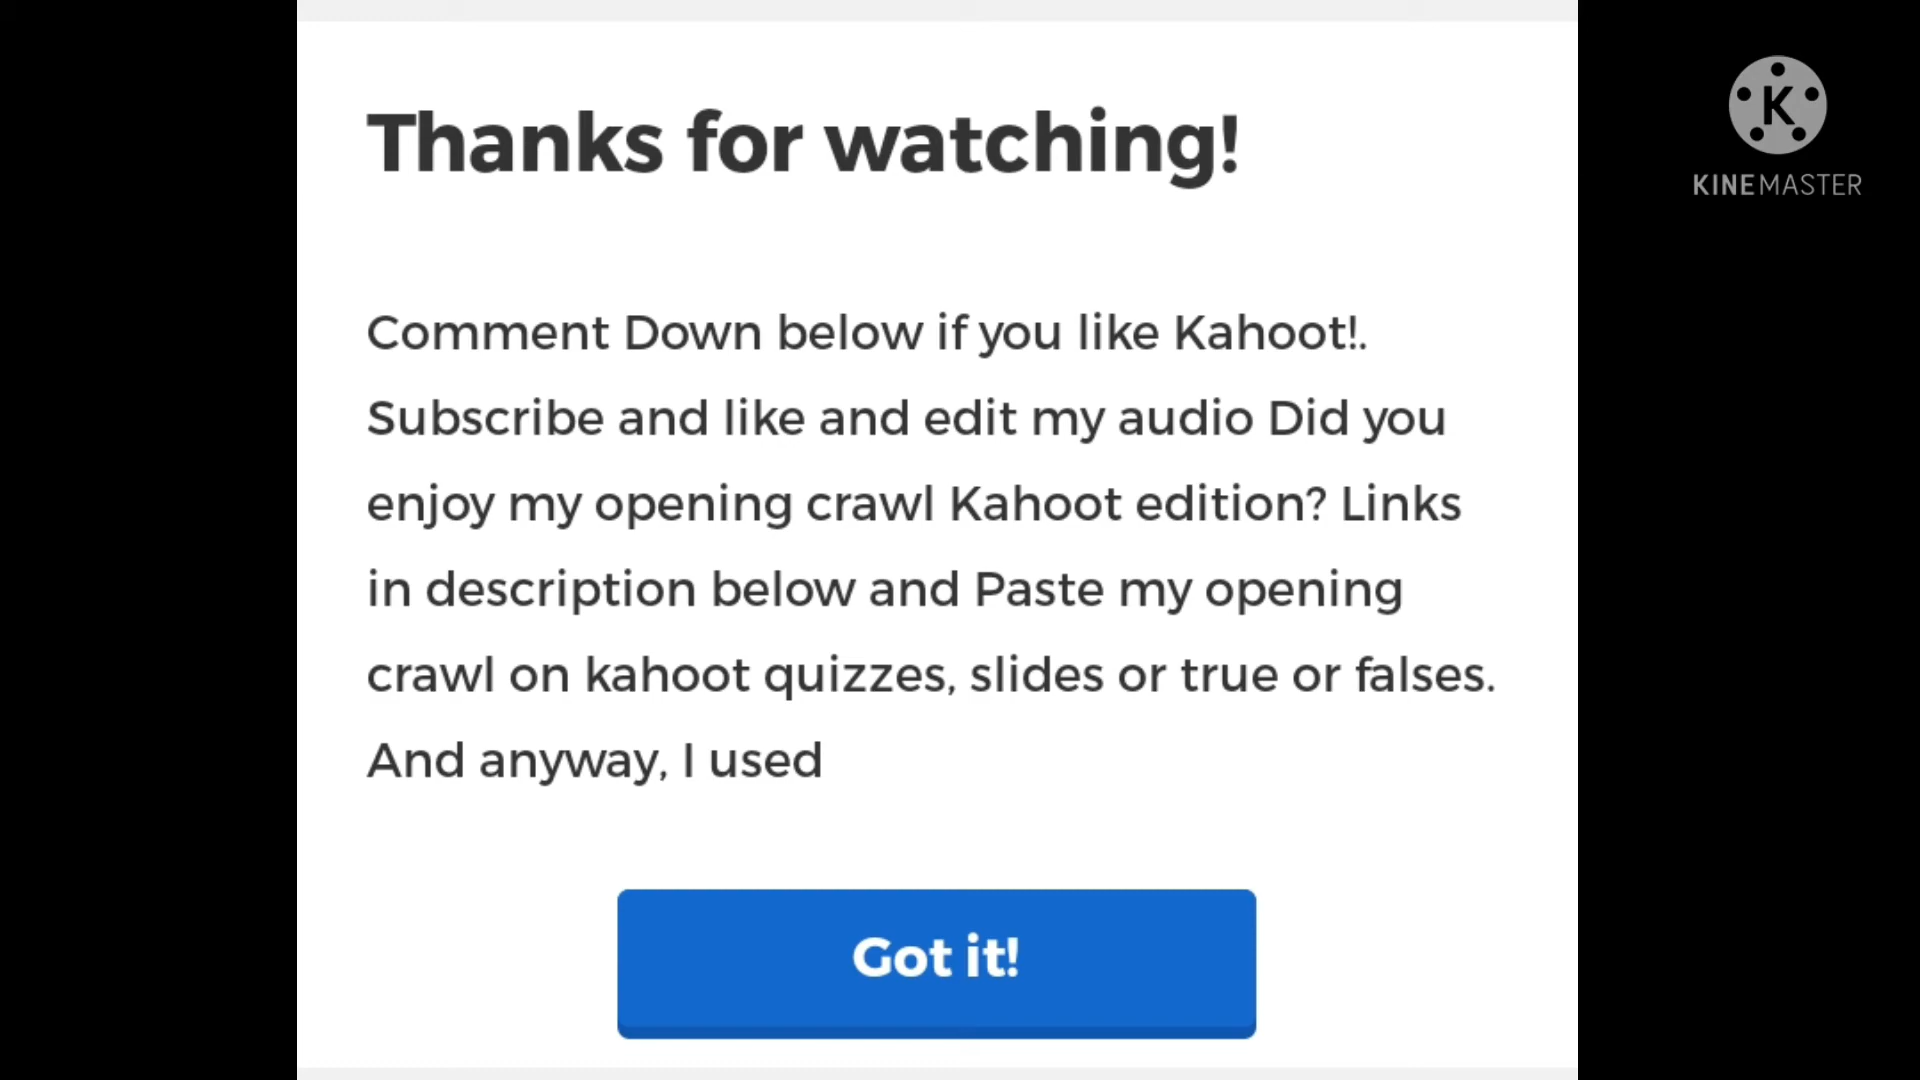 Thanks for watching!
K
KINEMASTER
Comment Down below if you like Kahoot!.
Subscribe and like and edit my audio Did you
enjoy my opening crawl Kahoot edition? Links
in description below and Paste my opening
crawl on kahoot quizzes, slides or true or falses.
And anyway, I used
Got it!